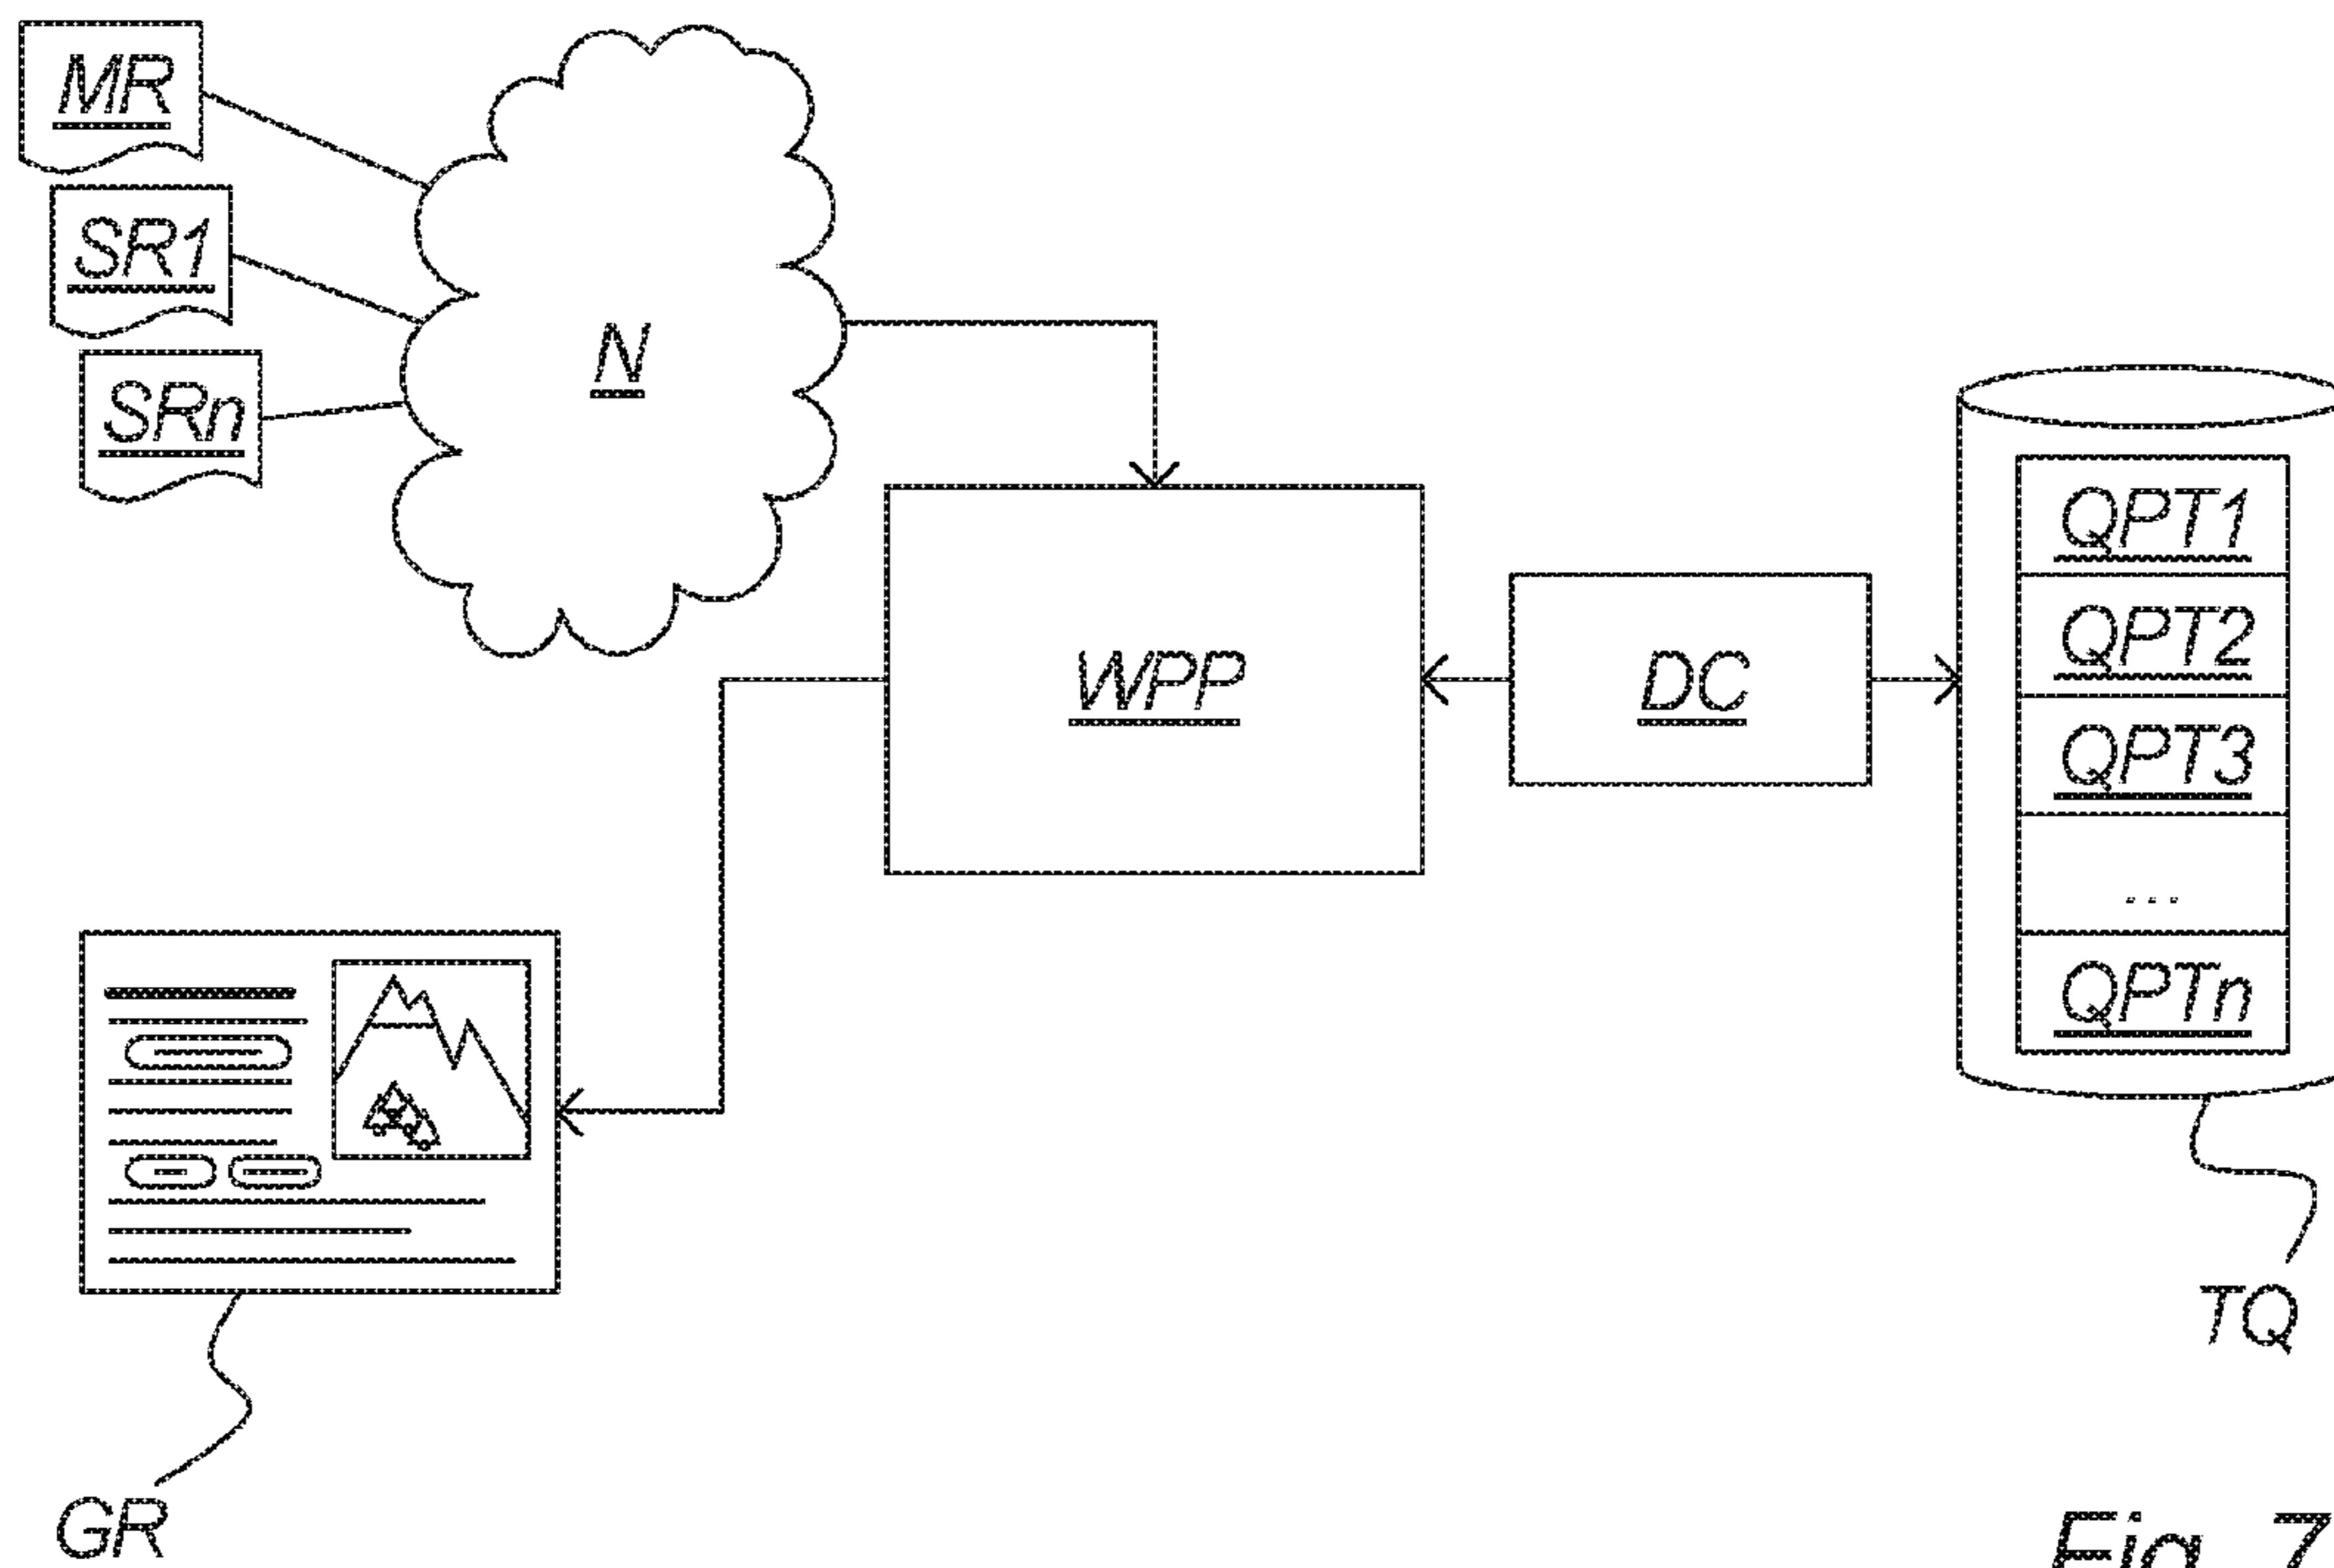 MR
SR1
SRn
N
WPP
DC
QPT1
QPT2
QPT3
...
QPTn
TQ
GR
Fig. 7